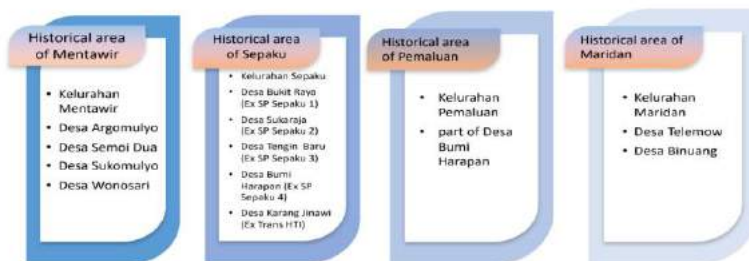 Historical area
of Mentawir
• Kelurahan
Mentawir
• Desa Argomulyo
• Desa Semoi Dua
• Desa Sukomulyo
• Desa Wonosari
Historical area
of Sepaku
• Kelurahan Sepaku
• Desa Bukit Raya
(Ex SP Sepaku 1)
• Desa Sukaraja
(Ex SP Sepaku 2)
• Desa Tengin Baru
(Ex SP Sepaku 3)
• Desa Bumi
Harapan (Ex SP
Sepaku 4)
• Desa Karang Jinawi
(Ex Trans HTI)
Historical area
of Pemaluan
• Kelurahan
Pemaluan
• part of Desa
Bumi
Harapan
Historical area of
Maridan
• Kelurahan
Maridan
• Desa Telemow
• Desa Binuang